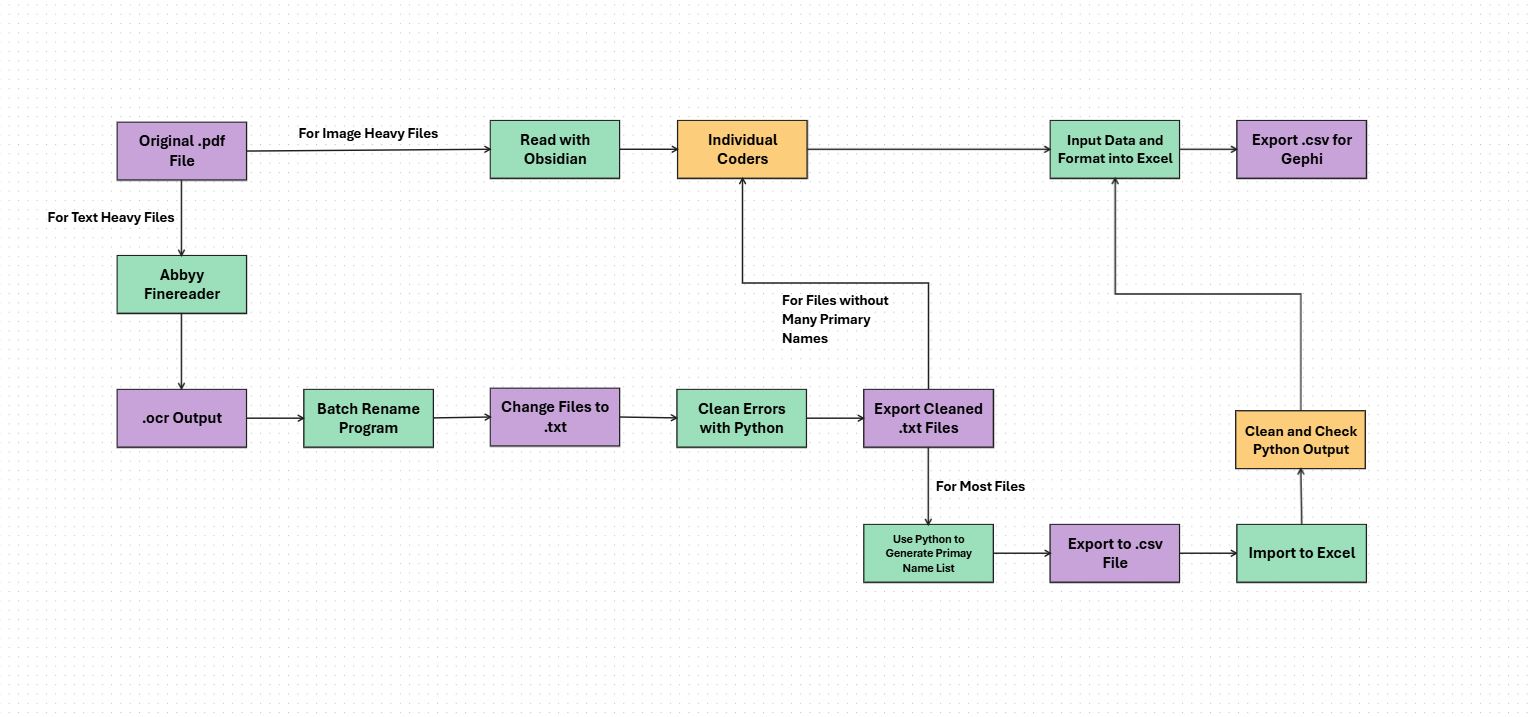 For Image Heavy Files
Original .pdf
File
Read with
Obsidian
Individual
Coders
Input Data and
Format into Excel
Export .csv for
Gephi
For Text Heavy Files
Abbyy
Finereader
For Files without
Many Primary
Names
.ocr Output
Batch Rename
Program
Change Files to
.txt
Clean Errors
with Python
Export Cleaned
.txt Files
Clean and Check
Python Output
For Most Files
Use Python to
Generate Primay
Name List
Export to .csv
File
Import to Excel